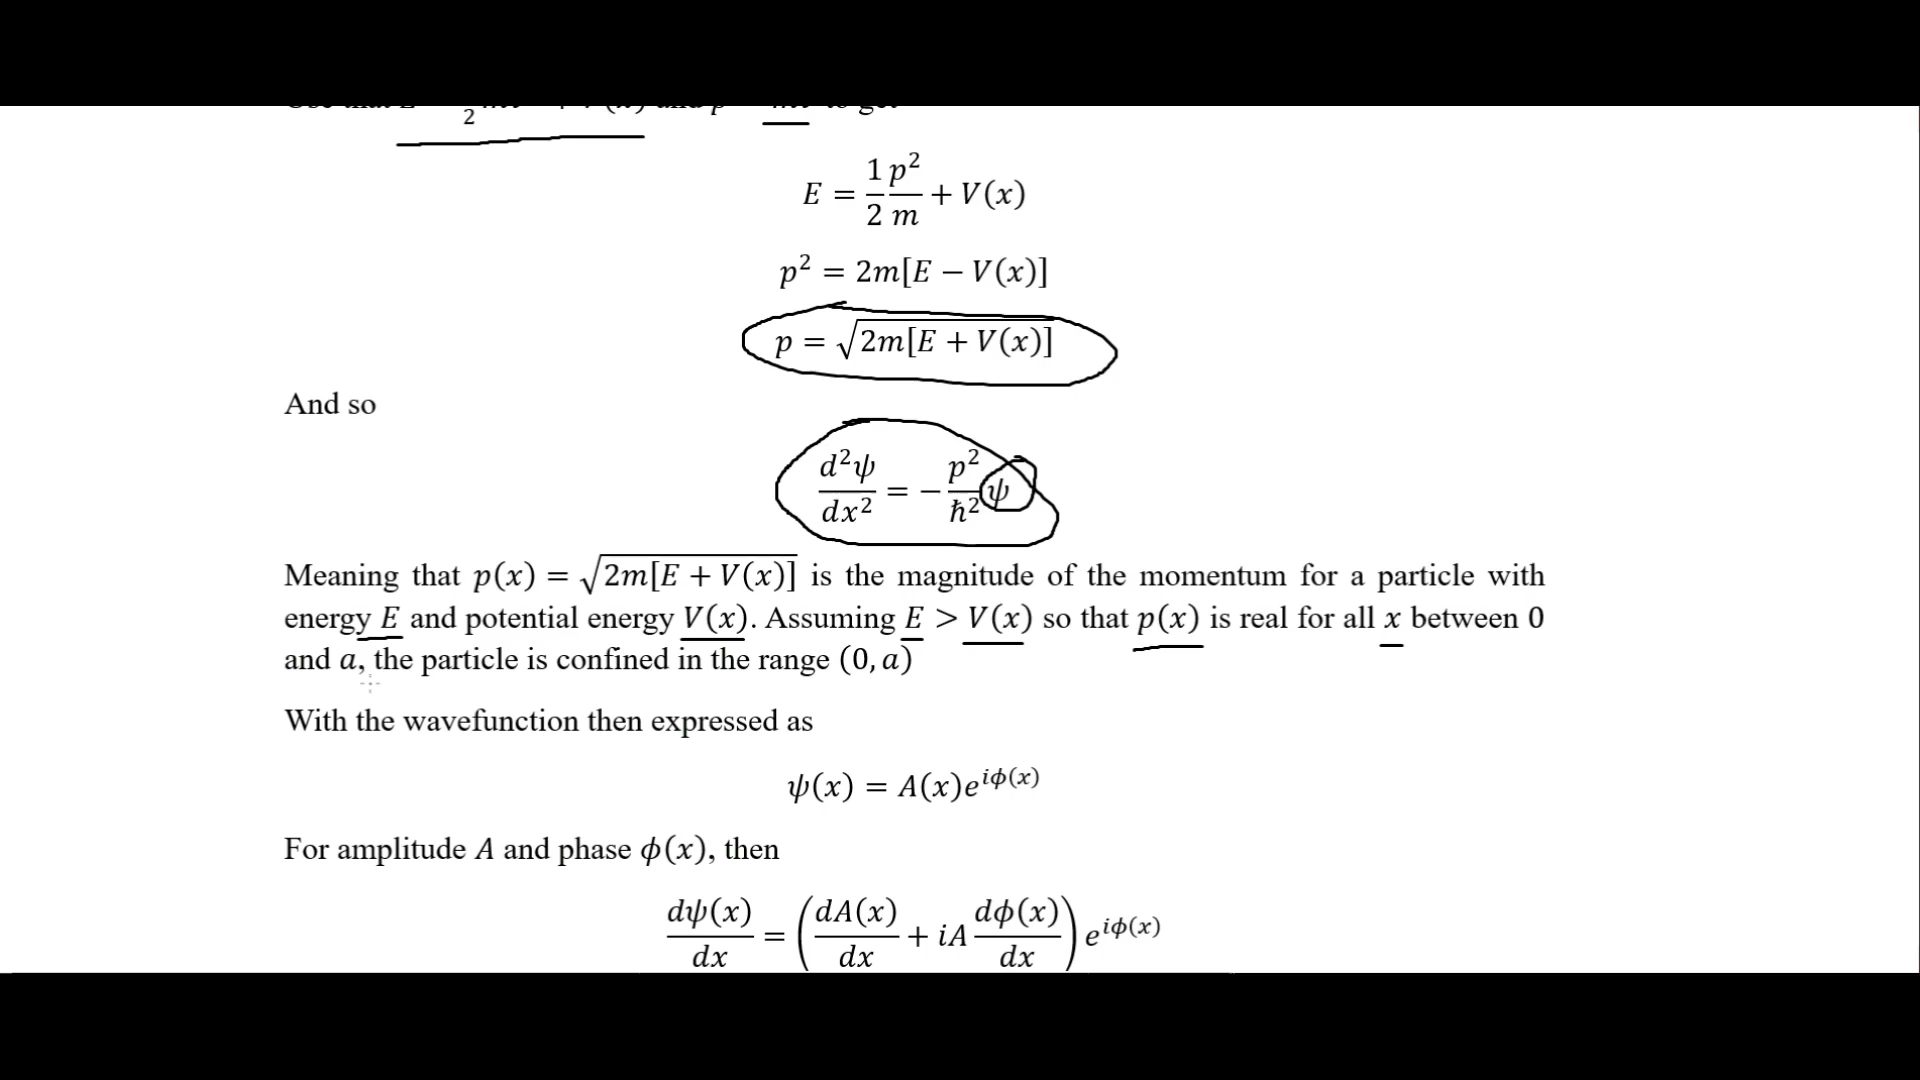 2
E = 1/2 p²/m + V(x)
p² = 2m[E − V(x)]
p = √2m[E + V(x)]
And so
d²ψ/dx² = − p²/ħ² ψ
Meaning that p(x) = √2m[E + V(x)] is the magnitude of the momentum for a particle with
energy E and potential energy V(x). Assuming E > V(x) so that p(x) is real for all x between 0
and a, the particle is confined in the range (0, a)
With the wavefunction then expressed as
ψ(x) = A(x)e^{iϕ(x)}
For amplitude A and phase ϕ(x), then
dψ(x)/dx = (dA(x)/dx + iA dϕ(x)/dx) e^{iϕ(x)}